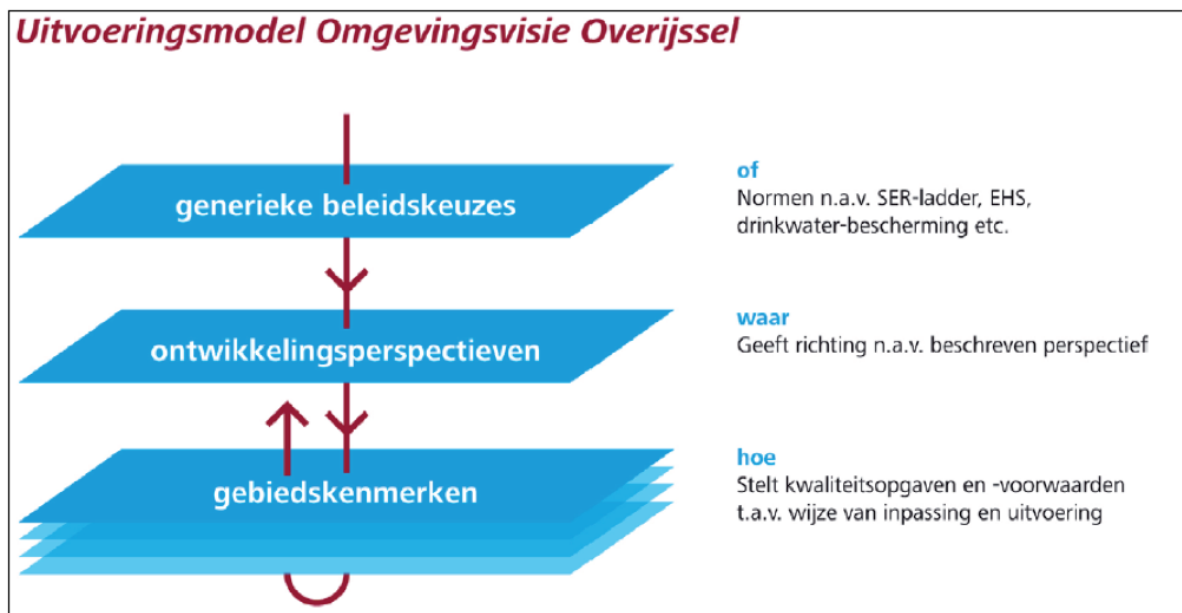 Uitvoeringsmodel Omgevingsvisie Overijssel
generieke beleidskeuzes
of
Normen n.a.v. SER-ladder, EHS,
drinkwater-bescherming etc.
ontwikkelingsperspectieven
waar
Geeft richting n.a.v. beschreven perspectief
gebiedskenmerken
hoe
Stelt kwaliteitsopgaven en -voorwaarden
t.a.v. wijze van inpassing en uitvoering